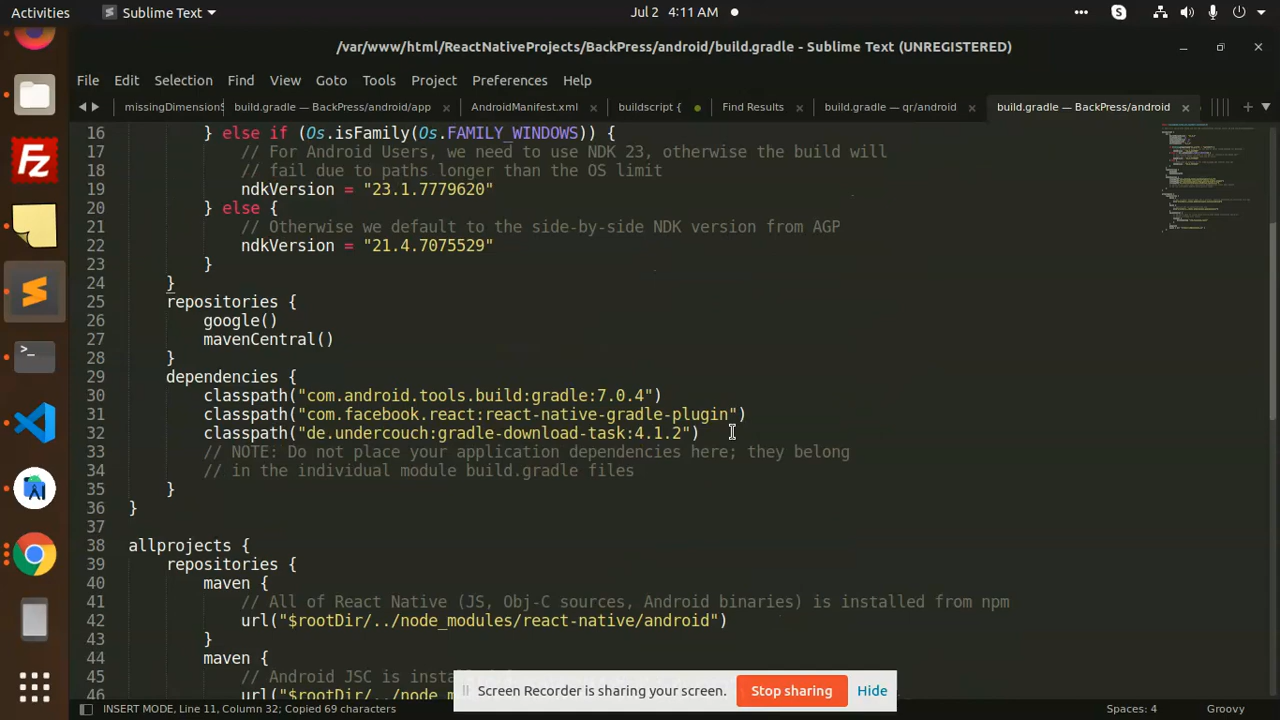 Activities Sublime Text Jul 2 4:11 AM
/var/www/html/ReactNativeProjects/BackPress/android/build.gradle - Sublime Text (UNREGISTERED)
File Edit Selection Find View Goto Tools Project Preferences Help
missingDimensionS build.gradle — BackPress/android/app AndroidManifest.xml buildscript { Find Results build.gradle — qr/android build.gradle — BackPress/android
16 } else if (Os.isFamily(Os.FAMILY_WINDOWS)) {
17 // For Android Users, we need to use NDK 23, otherwise the build will
18 // fail due to paths longer than the OS limit
19 ndkVersion = "23.1.7779620"
20 } else {
21 // Otherwise we default to the side-by-side NDK version from AGP
22 ndkVersion = "21.4.7075529"
23 }
24 }
25 repositories {
26 google()
27 mavenCentral()
28 }
29 dependencies {
30 classpath("com.android.tools.build:gradle:7.0.4")
31 classpath("com.facebook.react:react-native-gradle-plugin")
32 classpath("de.undercouch:gradle-download-task:4.1.2")
33 // NOTE: Do not place your application dependencies here; they belong
34 // in the individual module build.gradle files
35 }
36 }
37
38 allprojects {
39 repositories {
40 maven {
41 // All of React Native (JS, Obj-C sources, Android binaries) is installed from npm
42 url("$rootDir/../node_modules/react-native/android")
43 }
44 maven {
45 // Android JSC is
46 url("$rootDir/../node
Screen Recorder is sharing your screen. Stop sharing Hide
INSERT MODE, Line 11, Column 32; Copied 69 characters Spaces: 4 Groovy